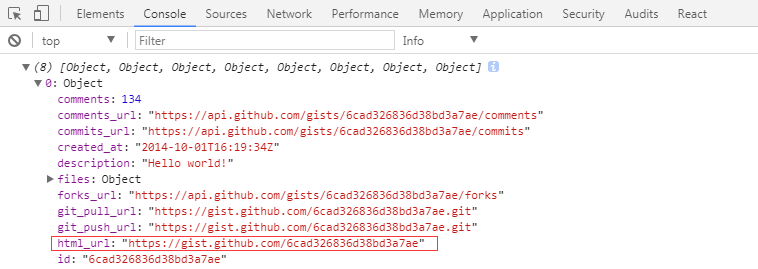 Elements Console Sources Network Performance Memory Application Security Audits React
top Filter Info
(8) [Object, Object, Object, Object, Object, Object, Object, Object] i
0: Object
comments: 134
comments_url: "https://api.github.com/gists/6cad326836d38bd3a7ae/comments"
commits_url: "https://api.github.com/gists/6cad326836d38bd3a7ae/commits"
created_at: "2014-10-01T16:19:34Z"
description: "Hello world!"
files: Object
forks_url: "https://api.github.com/gists/6cad326836d38bd3a7ae/forks"
git_pull_url: "https://gist.github.com/6cad326836d38bd3a7ae.git"
git_push_url: "https://gist.github.com/6cad326836d38bd3a7ae.git"
html_url: "https://gist.github.com/6cad326836d38bd3a7ae"
id: "6cad326836d38bd3a7ae"